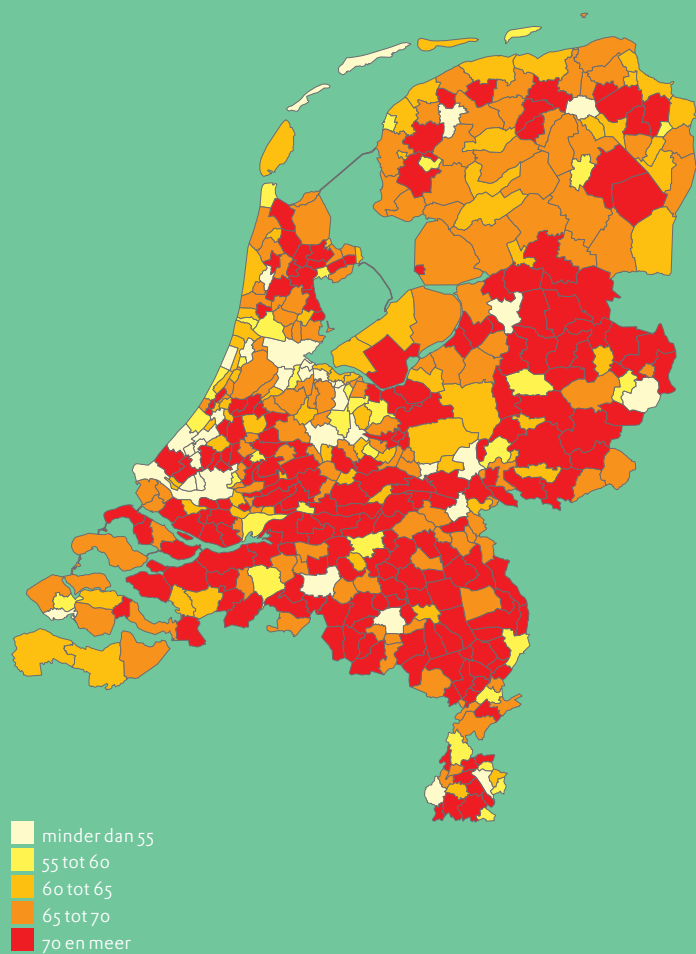 minder dan 55
55 tot 60
60 tot 65
65 tot 70
70 en meer